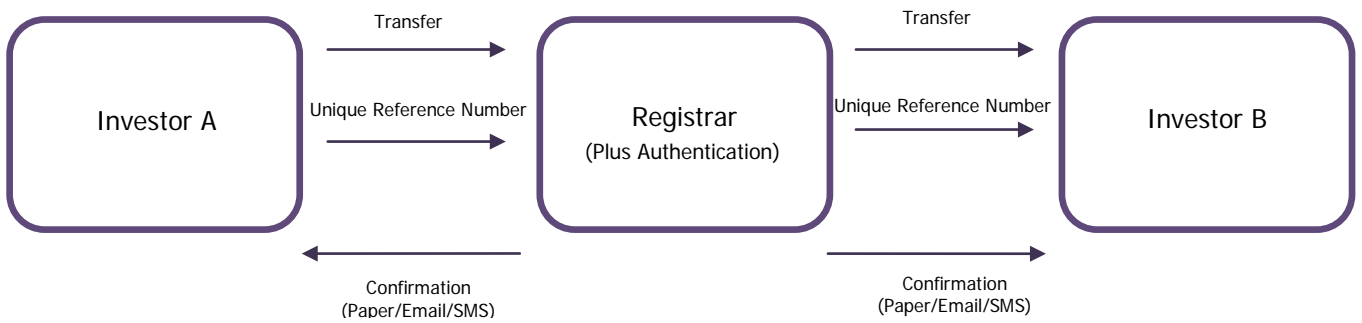 Transfer
Transfer
Unique Reference Number
Unique Reference Number
Investor A
Registrar
(Plus Authentication)
Investor B
Confirmation
(Paper/Email/SMS)
Confirmation
(Paper/Email/SMS)